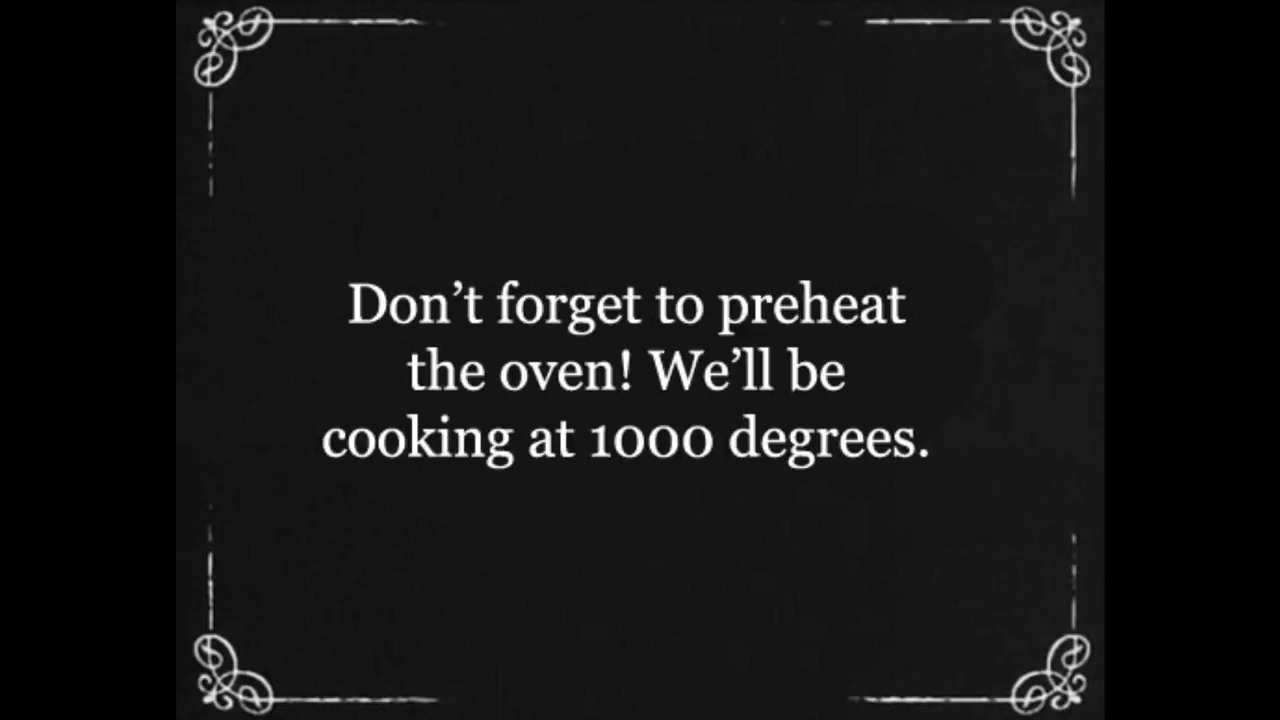 Don’t forget to preheat
the oven! We’ll be
cooking at 1000 degrees.